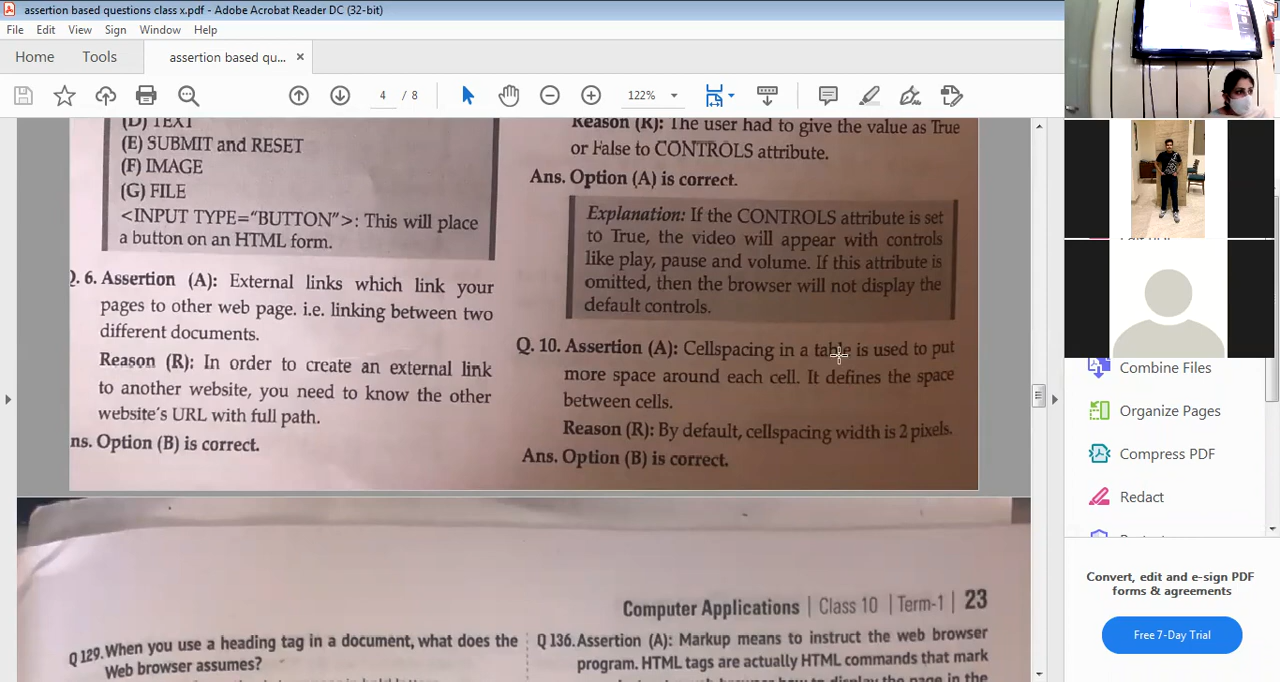 assertion based questions class x.pdf - Adobe Acrobat Reader DC (32-bit)
File Edit View Sign Window Help
Home Tools assertion based qu... ×
4 / 8 122%
(D) TEXT
(E) SUBMIT and RESET
(F) IMAGE
(G) FILE
<INPUT TYPE="BUTTON">: This will place
a button on an HTML form.
Q. 6. Assertion (A): External links which link your
pages to other web page. i.e. linking between two
different documents.
Reason (R): In order to create an external link
to another website, you need to know the other
website's URL with full path.
ns. Option (B) is correct.
Reason (R): The user had to give the value as True
or False to CONTROLS attribute.
Ans. Option (A) is correct.
Explanation: If the CONTROLS attribute is set
to True, the video will appear with controls
like play, pause and volume. If this attribute is
omitted, then the browser will not display the
default controls.
Q. 10. Assertion (A): Cellspacing in a table is used to put
more space around each cell. It defines the space
between cells.
Reason (R): By default, cellspacing width is 2 pixels.
Ans. Option (B) is correct.
Computer Applications | Class 10 | Term-1 | 23
Q 129. When you use a heading tag in a document, what does the
Web browser assumes?
Q 136. Assertion (A): Markup means to instruct the web browser
program. HTML tags are actually HTML commands that mark
Combine Files
Organize Pages
Compress PDF
Redact
Convert, edit and e-sign PDF
forms & agreements
Free 7-Day Trial